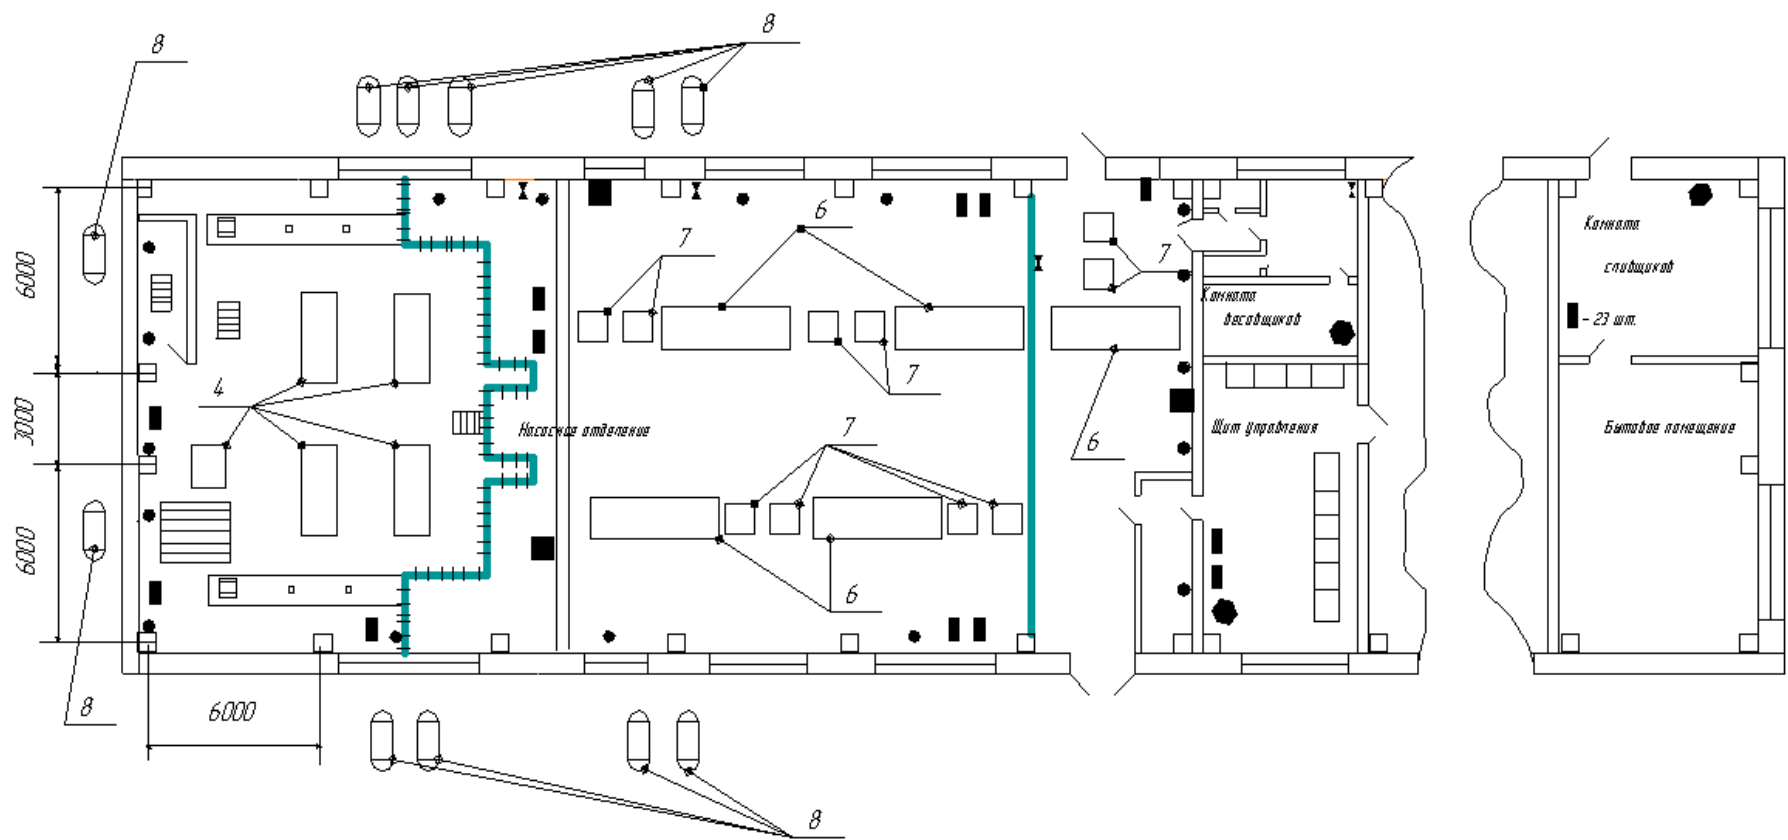 8
8
6
7
7
Комната
сливщиков
- 23 шт.
Комната
весовщиков
6000
3000
6000
4
7
7
6
Насосное отделение
Щит управления
Бытовое помещение
6
8
6000
8